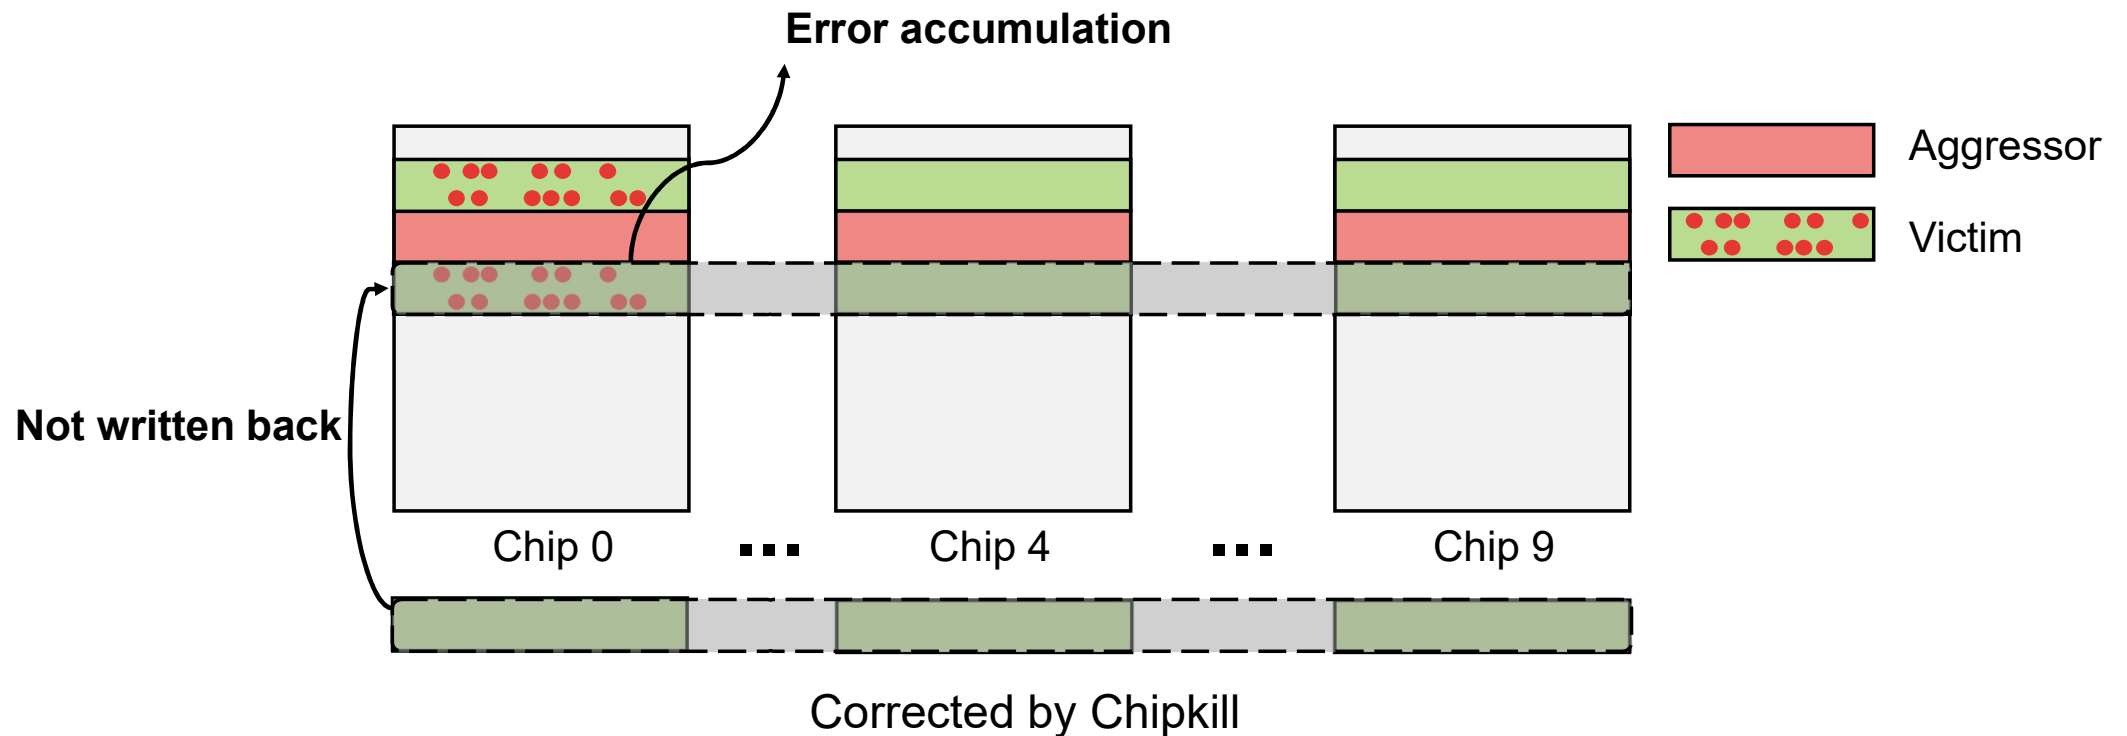 Error accumulation
Aggressor
Victim
Not written back
Chip 0 ... Chip 4 ... Chip 9
Corrected by Chipkill